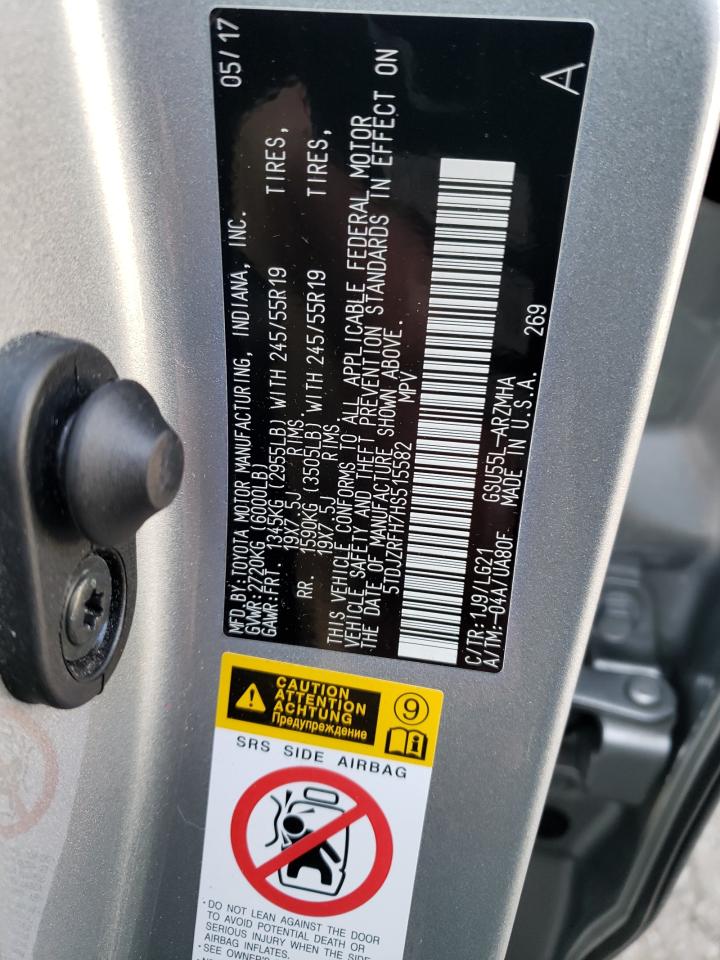 MFD.BY:TOYOTA MOTOR MANUFACTURING, INDIANA, INC. 05/17
GVWR:2720KG (6000LB)
GAWR:FRT. 1345KG (2955LB) WITH 245/55R19 TIRES,
19X7.5J RIMS,
RR. 1590KG (3505LB) WITH 245/55R19 TIRES,
19X7.5J RIMS
THIS VEHICLE CONFORMS TO ALL APPLICABLE FEDERAL MOTOR
VEHICLE SAFETY AND THEFT PREVENTION STANDARDS IN EFFECT ON
THE DATE OF MANUFACTURE SHOWN ABOVE.
5TDJZRFH7HS515582 MPV
C/TR:1J9/LG21 GSU55L-ARZMHA
A/TM:-04A/UA80F MADE IN U.S.A. 269
A
CAUTION
ATTENTION
ACHTUNG
Предупреждение
9
SRS SIDE AIRBAG
·DO NOT LEAN AGAINST THE DOOR
TO AVOID POTENTIAL DEATH OR
SERIOUS INJURY WHEN THE SIDE
AIRBAG INFLATES.
·SEE OWNER'S